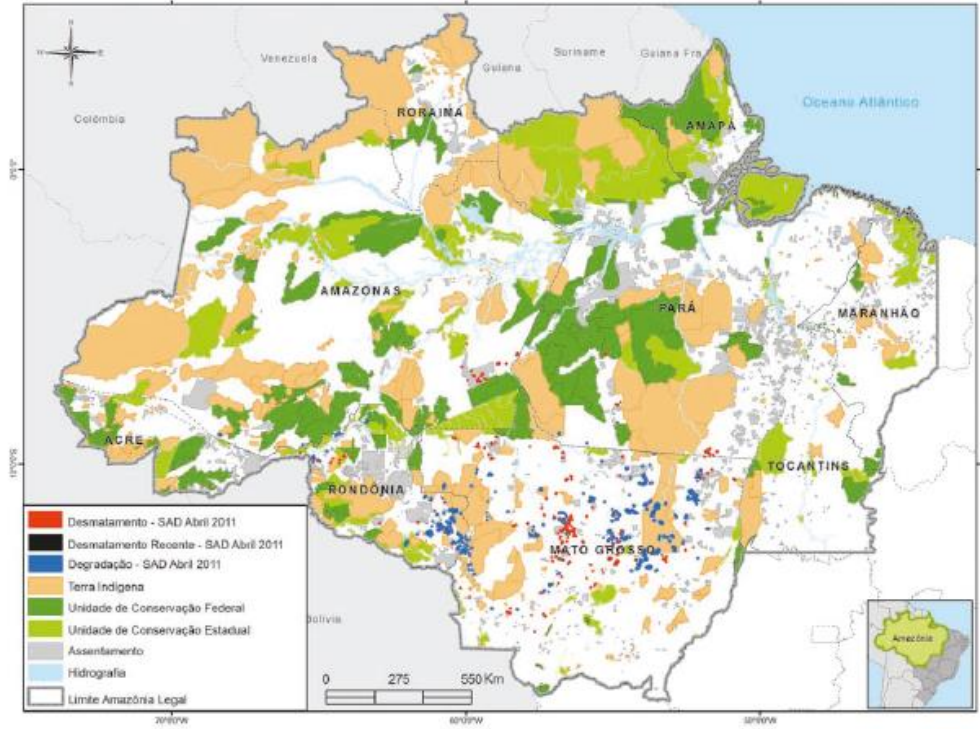 N
Venezuela
Suriname
Guiana Fra
Guiana
Colômbia
Oceano Atlântico
RORAIMA
AMAPÁ
AMAZONAS
PARÁ
MARANHÃO
ACRE
TOCANTINS
RONDÔNIA
MATO GROSSO
Desmatamento - SAD Abril 2011
Desmatamento Recente - SAD Abril 2011
Degradação - SAD Abril 2011
Terra Indígena
Unidade de Conservação Federal
Unidade de Conservação Estadual
Assentamento
Hidrografia
Limite Amazônia Legal
Bolivia
0 275 550 Km
Amazônia